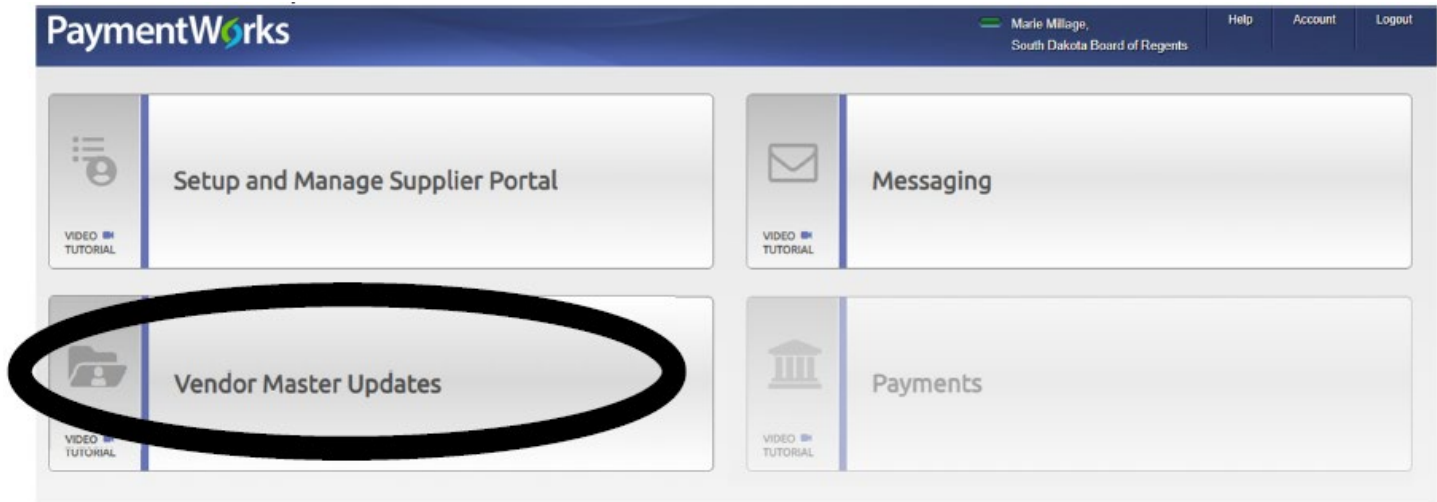 PaymentWorks
Marie Millage,
South Dakota Board of Regents
Help
Account
Logout
Setup and Manage Supplier Portal
VIDEO
TUTORIAL
Messaging
VIDEO
TUTORIAL
Vendor Master Updates
VIDEO
TUTORIAL
Payments
VIDEO
TUTORIAL